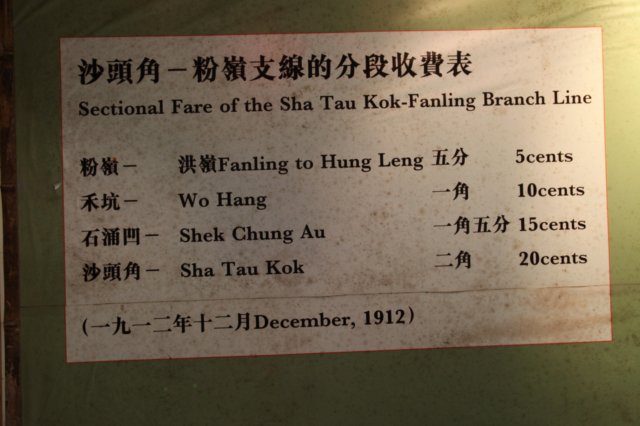 沙頭角－粉嶺支線的分段收費表
Sectional Fare of the Sha Tau Kok-Fanling Branch Line
粉嶺－ 洪嶺Fanling to Hung Leng 五分 5cents
禾坑－ Wo Hang 一角 10cents
石涌凹－ Shek Chung Au 一角五分 15cents
沙頭角－ Sha Tau Kok 二角 20cents
(一九一二年十二月December, 1912)